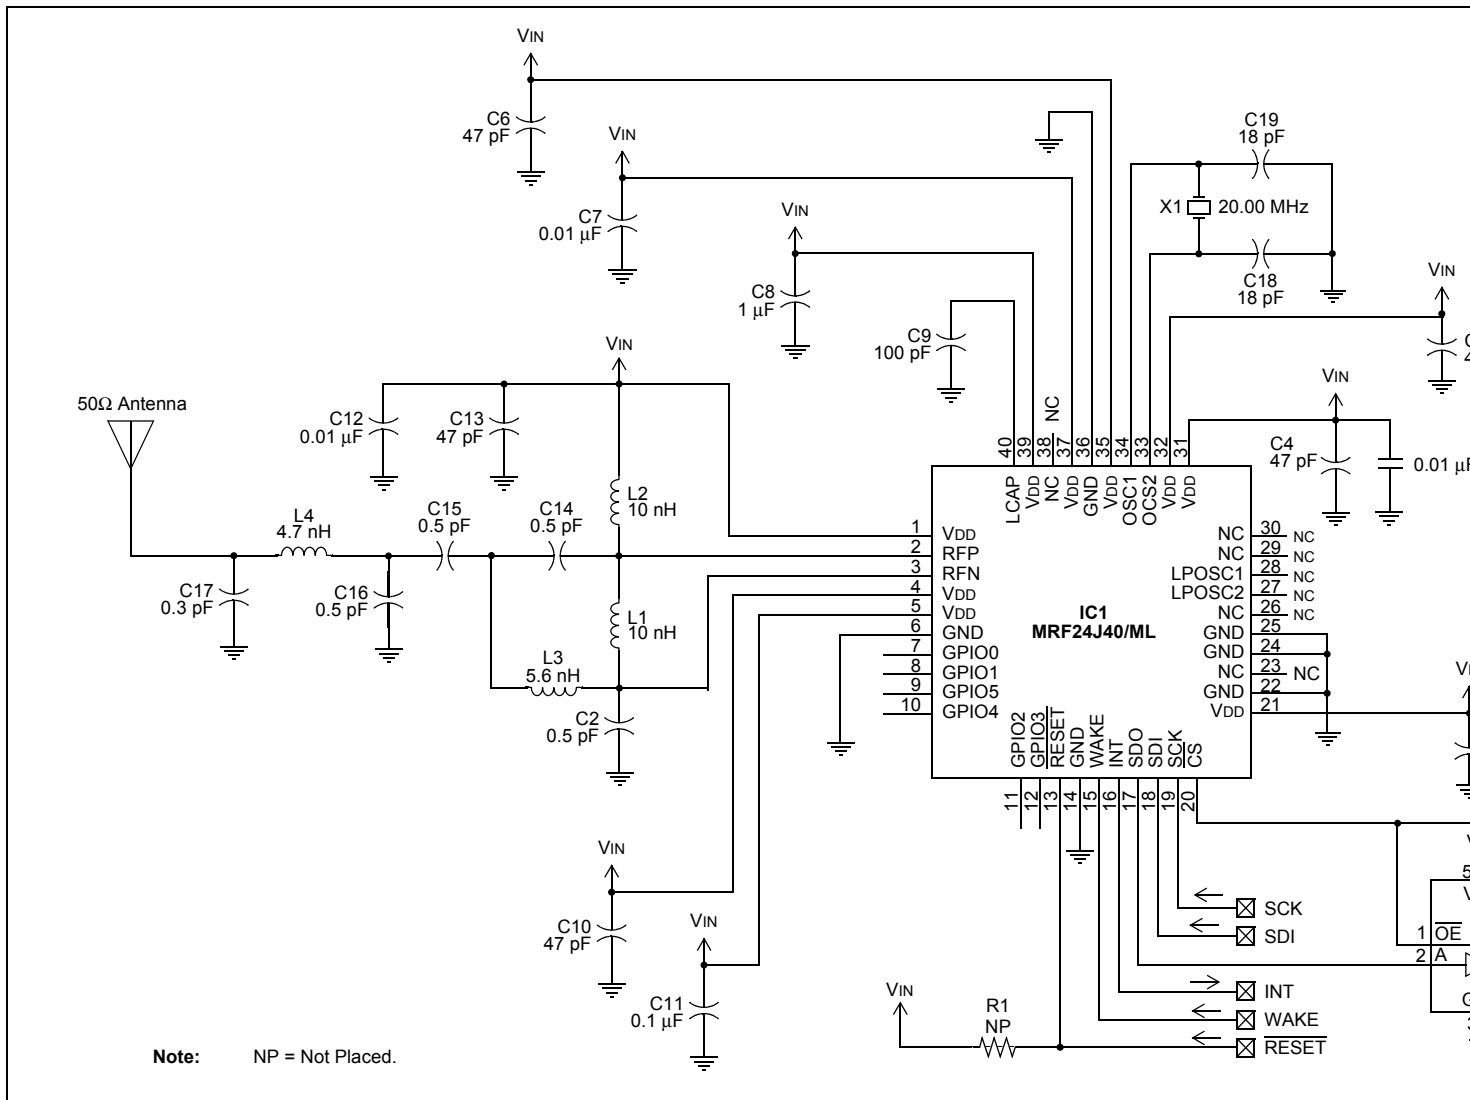 VIN
C6
47 pF
VIN
C7
0.01 µF
VIN
C8
1 µF
C9
100 pF
C19
18 pF
X1 20.00 MHz
C18
18 pF
VIN
VIN
C4
47 pF
0.01 µF
50Ω Antenna
VIN
C12
0.01 µF
C13
47 pF
L2
10 nH
C15
0.5 pF
C14
0.5 pF
L4
4.7 nH
C17
0.3 pF
C16
0.5 pF
L1
10 nH
L3
5.6 nH
C2
0.5 pF
NC
40 39 38 37 36 35 34 33 32 31
LCAP VDD NC VDD GND VDD OSC1 OCS2 VDD VDD
1 VDD
2 RFP
3 RFN
4 VDD
5 VDD
6 GND
7 GPIO0
8 GPIO1
9 GPIO5
10 GPIO4
IC1
MRF24J40/ML
NC 30 NC
NC 29 NC
LPOSC1 28 NC
LPOSC2 27 NC
NC 26 NC
GND 25
GND 24
NC 23 NC
GND 22
VDD 21
GPIO2 GPIO3 RESET GND WAKE INT SDO SDI SCK CS
11 12 13 14 15 16 17 18 19 20
VIN
C10
47 pF
VIN
C11
0.1 µF
VIN
R1
NP
SCK
SDI
INT
WAKE
RESET
1 OE
2 A
5
Note: NP = Not Placed.